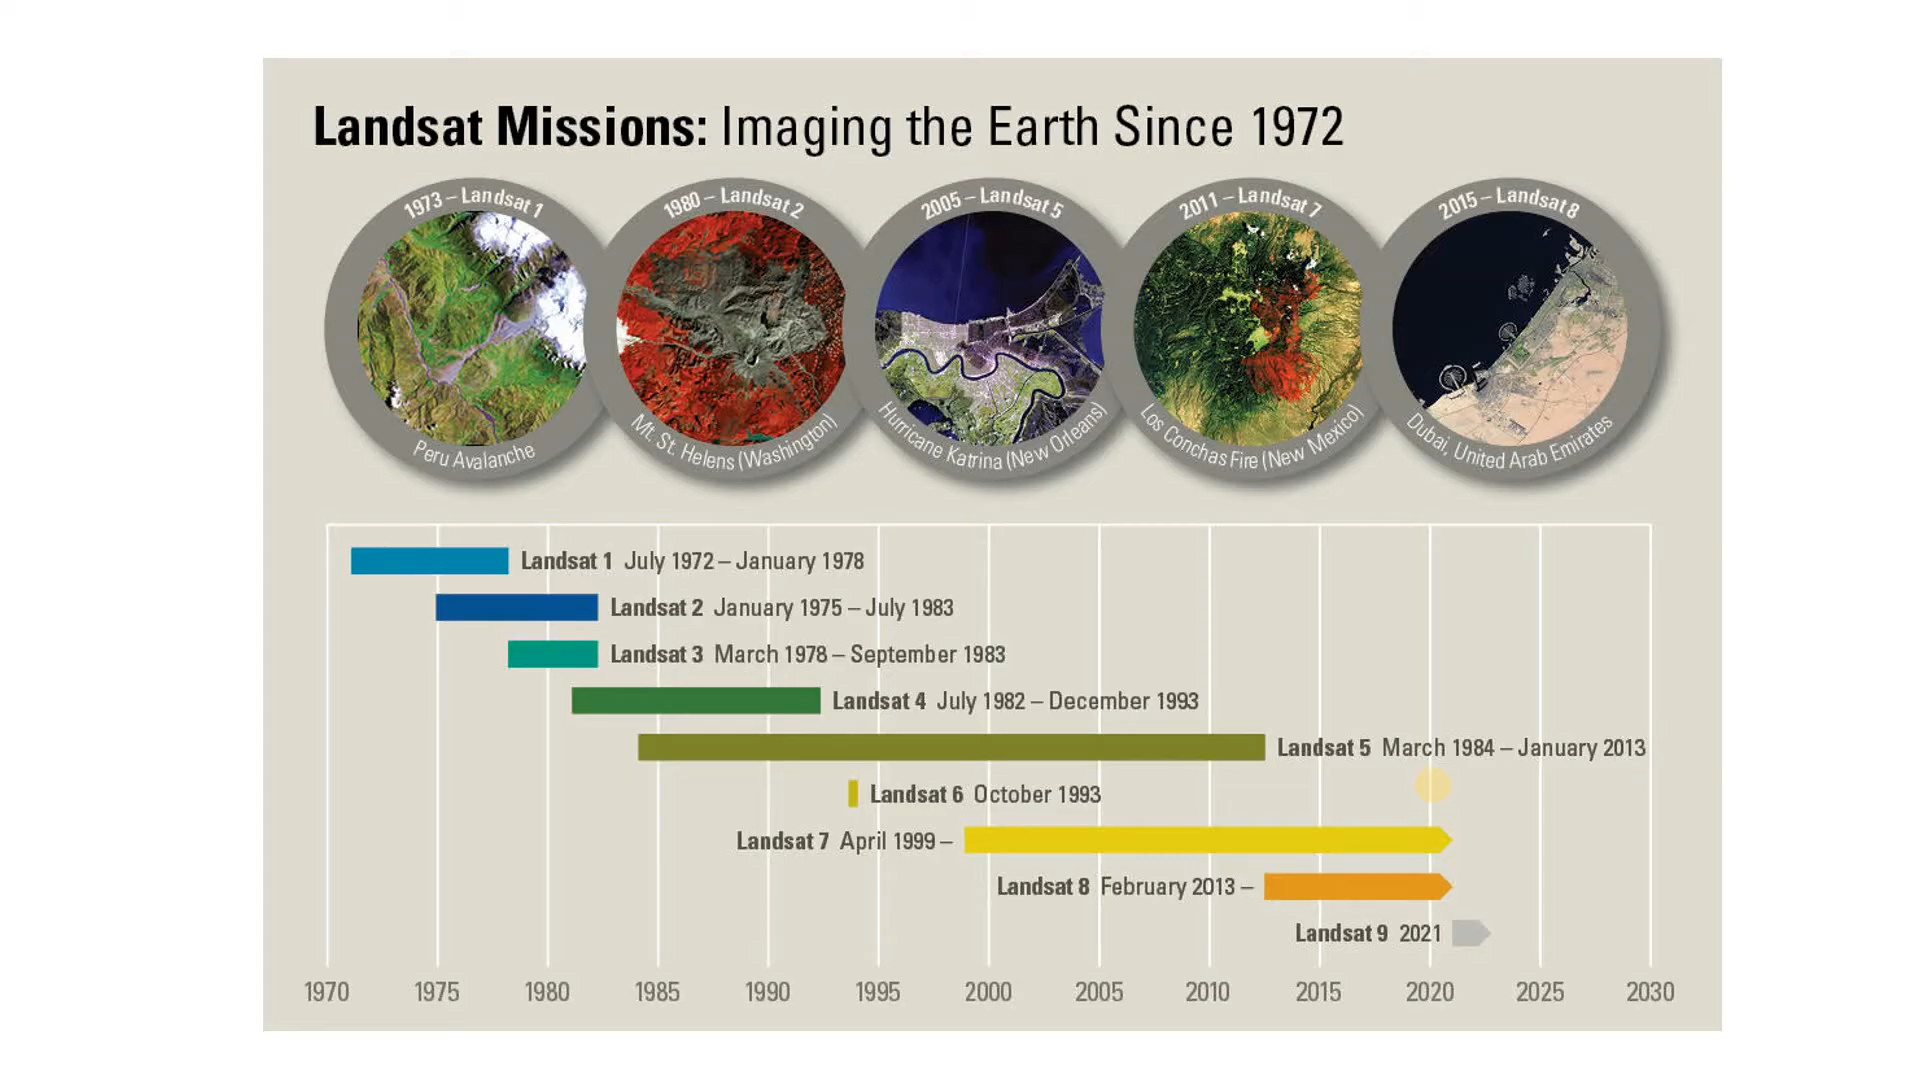 Landsat Missions: Imaging the Earth Since 1972
1973 – Landsat 1
Peru Avalanche
1980 – Landsat 2
Mt. St. Helens (Washington)
2005 – Landsat 5
Hurricane Katrina (New Orleans)
2011 – Landsat 7
Los Conchas Fire (New Mexico)
2015 – Landsat 8
Dubai, United Arab Emirates
Landsat 1 July 1972 – January 1978
Landsat 2 January 1975 – July 1983
Landsat 3 March 1978 – September 1983
Landsat 4 July 1982 – December 1993
Landsat 5 March 1984 – January 2013
Landsat 6 October 1993
Landsat 7 April 1999 –
Landsat 8 February 2013 –
Landsat 9 2021
1970 1975 1980 1985 1990 1995 2000 2005 2010 2015 2020 2025 2030